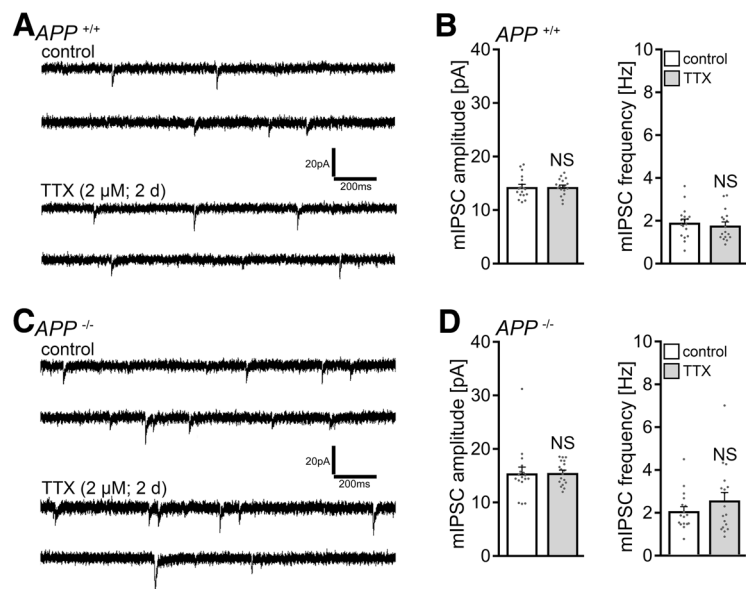 A APP +/+
control
20pA
200ms
TTX (2 µM; 2 d)
B APP +/+
mIPSC amplitude [pA]
40
30
20
10
0
NS
mIPSC frequency [Hz]
10
8
6
4
2
0
control
TTX
NS
C APP -/-
control
20pA
200ms
TTX (2 µM; 2 d)
D APP -/-
mIPSC amplitude [pA]
40
30
20
10
0
NS
mIPSC frequency [Hz]
10
8
6
4
2
0
control
TTX
NS